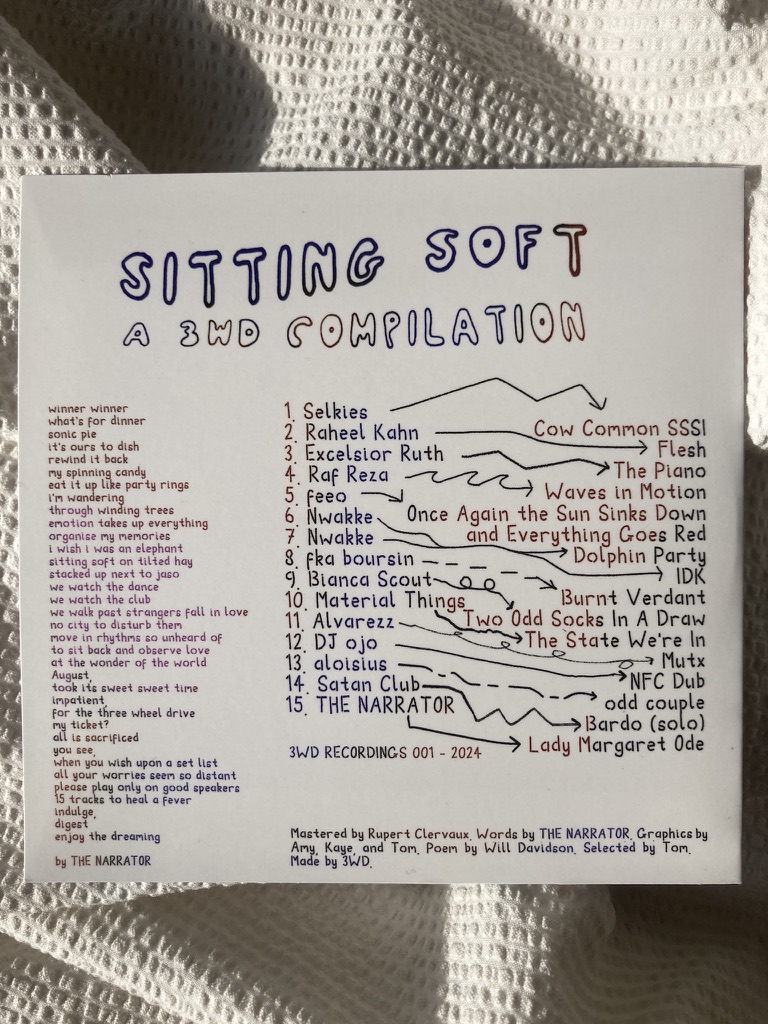 SITTING SOFT
A 3WD COMPILATION
winner winner
what's for dinner
sonic pie
it's ours to dish
rewind it back
my spinning candy
eat it up like party rings
i'm wandering
through winding trees
emotion takes up everything
organise my memories
i wish i was an elephant
sitting soft on tilted hay
stacked up next to jaso
we watch the dance
we watch the club
we walk past strangers fall in love
no city to disturb them
move in rhythms so unheard of
to sit back and observe love
at the wonder of the world
August,
took its sweet sweet time
impatient
for the three wheel drive
my ticket?
all is sacrificed
you see,
when you wish upon a set list
all your worries seem so distant
please play only on good speakers
15 tracks to heal a fever
indulge,
digest
enjoy the dreaming
by THE NARRATOR
1. Selkies
2. Raheel Kahn
3. Excelsior Ruth
4. Raf Reza
5. feeo
6. Nwakke
7. Nwakke
8. fka boursin
9. Bianca Scout
10. Material Things
11. Alvarezz
12. DJ ojo
13. aloisius
14. Satan Club
15. THE NARRATOR
Cow Common SSSI
Flesh
The Piano
Waves in Motion
Once Again the Sun Sinks Down
and Everything Goes Red
Dolphin Party
IDK
Burnt Verdant
Two Odd Socks In A Draw
The State We're In
Mutx
NFC Dub
odd couple
Bardo (solo)
Lady Margaret Ode
3WD RECORDINGS 001 - 2024
Mastered by Rupert Clervaux. Words by THE NARRATOR. Graphics by
Amy, Kaye, and Tom. Poem by Will Davidson. Selected by Tom.
Made by 3WD.